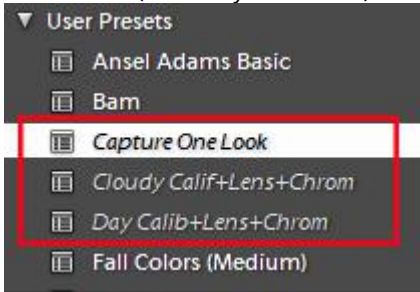 User Presets
Ansel Adams Basic
Bam
Capture One Look
Cloudy Calif+Lens+Chrom
Day Calib+Lens+Chrom
Fall Colors (Medium)